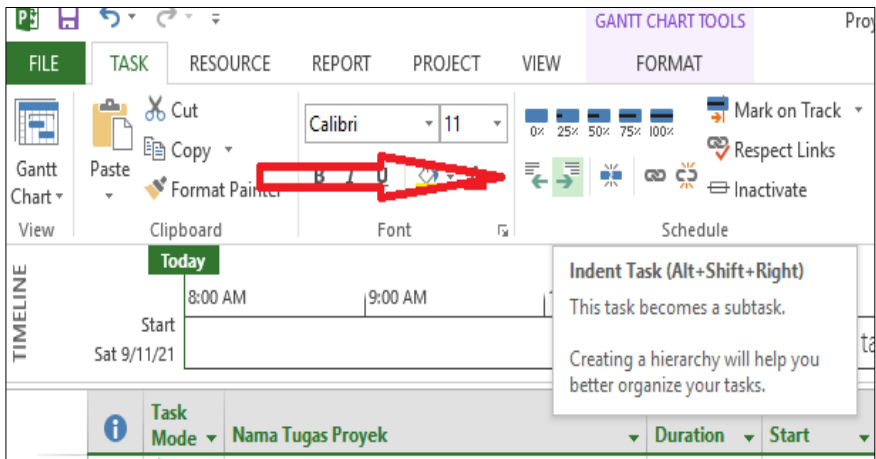 GANTT CHART TOOLS
Proy
FILE TASK RESOURCE REPORT PROJECT VIEW FORMAT
Gantt Chart
View
Paste
Cut
Copy
Format Painter
Clipboard
Calibri 11
B I U
Font
0% 25% 50% 75% 100%
Mark on Track
Respect Links
Inactivate
Schedule
Indent Task (Alt+Shift+Right)
This task becomes a subtask.
Creating a hierarchy will help you
better organize your tasks.
TIMELINE
Today
8:00 AM 9:00 AM
Start
Sat 9/11/21
ta
Task
Mode
Nama Tugas Proyek
Duration
Start